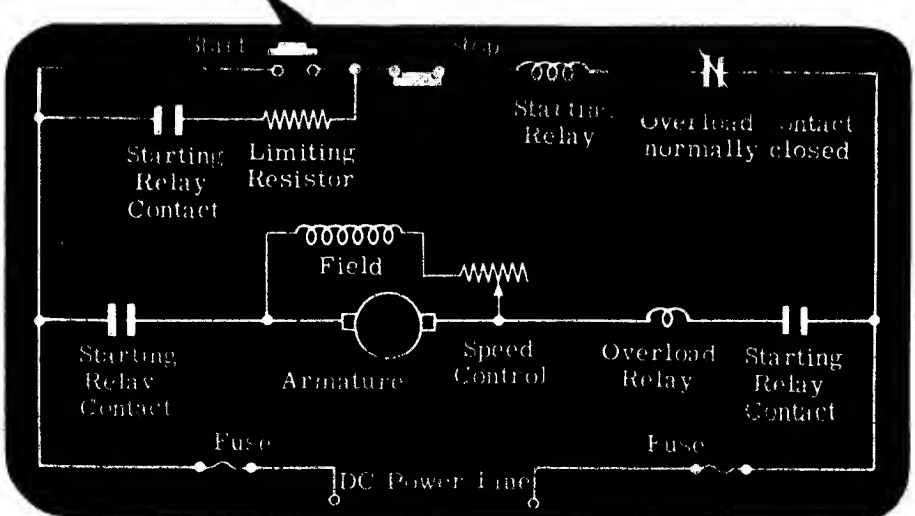 Start
Stop
Starting
Relay
Overload Contact
normally closed
Starting
Relay
Contact
Limiting
Resistor
Field
Starting
Relay
Contact
Armature
Speed
Control
Overload
Relay
Starting
Relay
Contact
Fuse
Fuse
DC Power Line